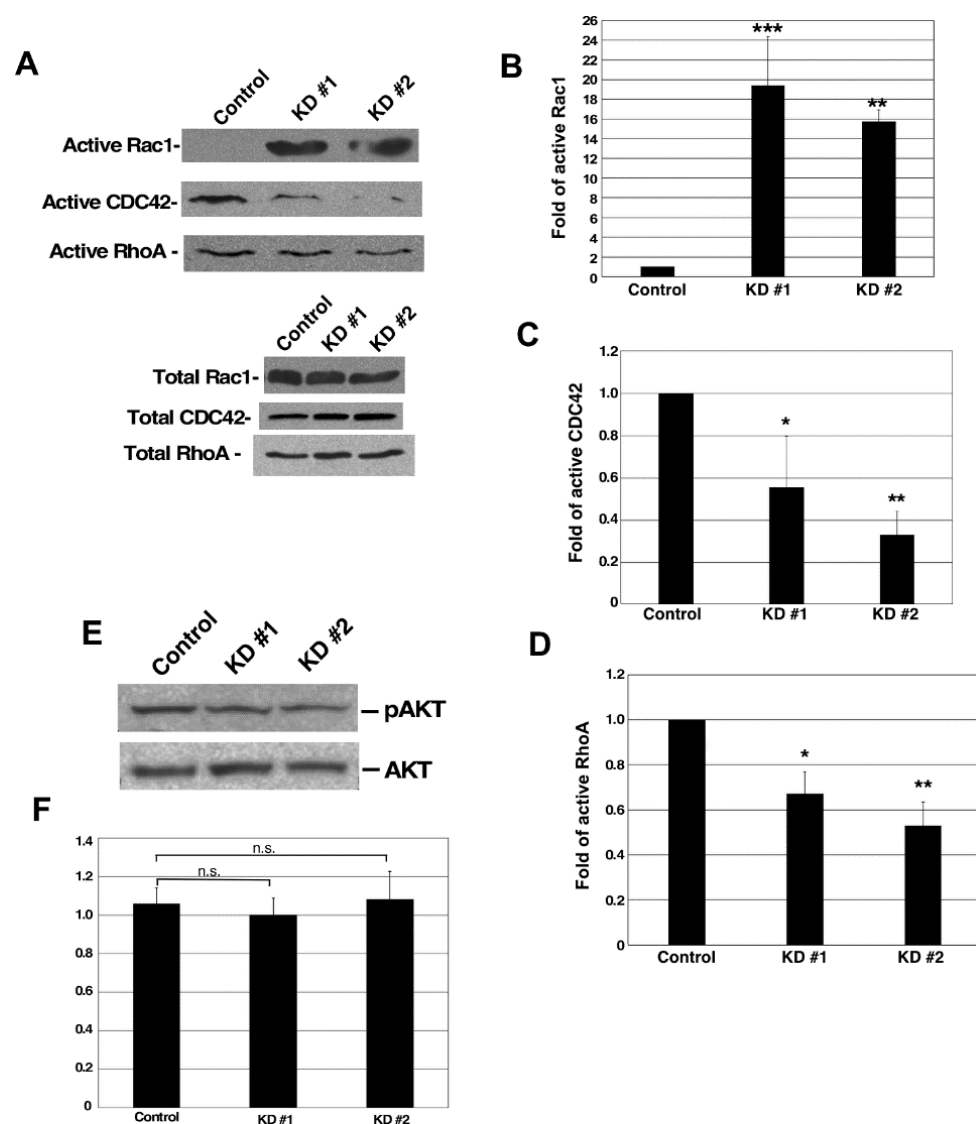 A
Control
KD #1
KD #2
Active Rac1-
Active CDC42-
Active RhoA -
Control
KD #1
KD #2
Total Rac1-
Total CDC42-
Total RhoA -
B
Fold of active Rac1
26
24
22
20
19
18
16
14
12
10
8
6
4
2
0
***
**
Control
KD #1
KD #2
C
Fold of active CDC42
1.2
1.0
0.8
0.6
0.4
0.2
0
*
**
Control
KD #1
KD #2
D
Fold of active RhoA
1.2
1.0
0.8
0.6
0.4
0.2
0
*
**
Control
KD #1
KD #2
E
Control
KD #1
KD #2
– pAKT
– AKT
F
1.4
1.2
1.0
0.8
0.6
0.4
0.2
0
n.s.
n.s.
Control
KD #1
KD #2